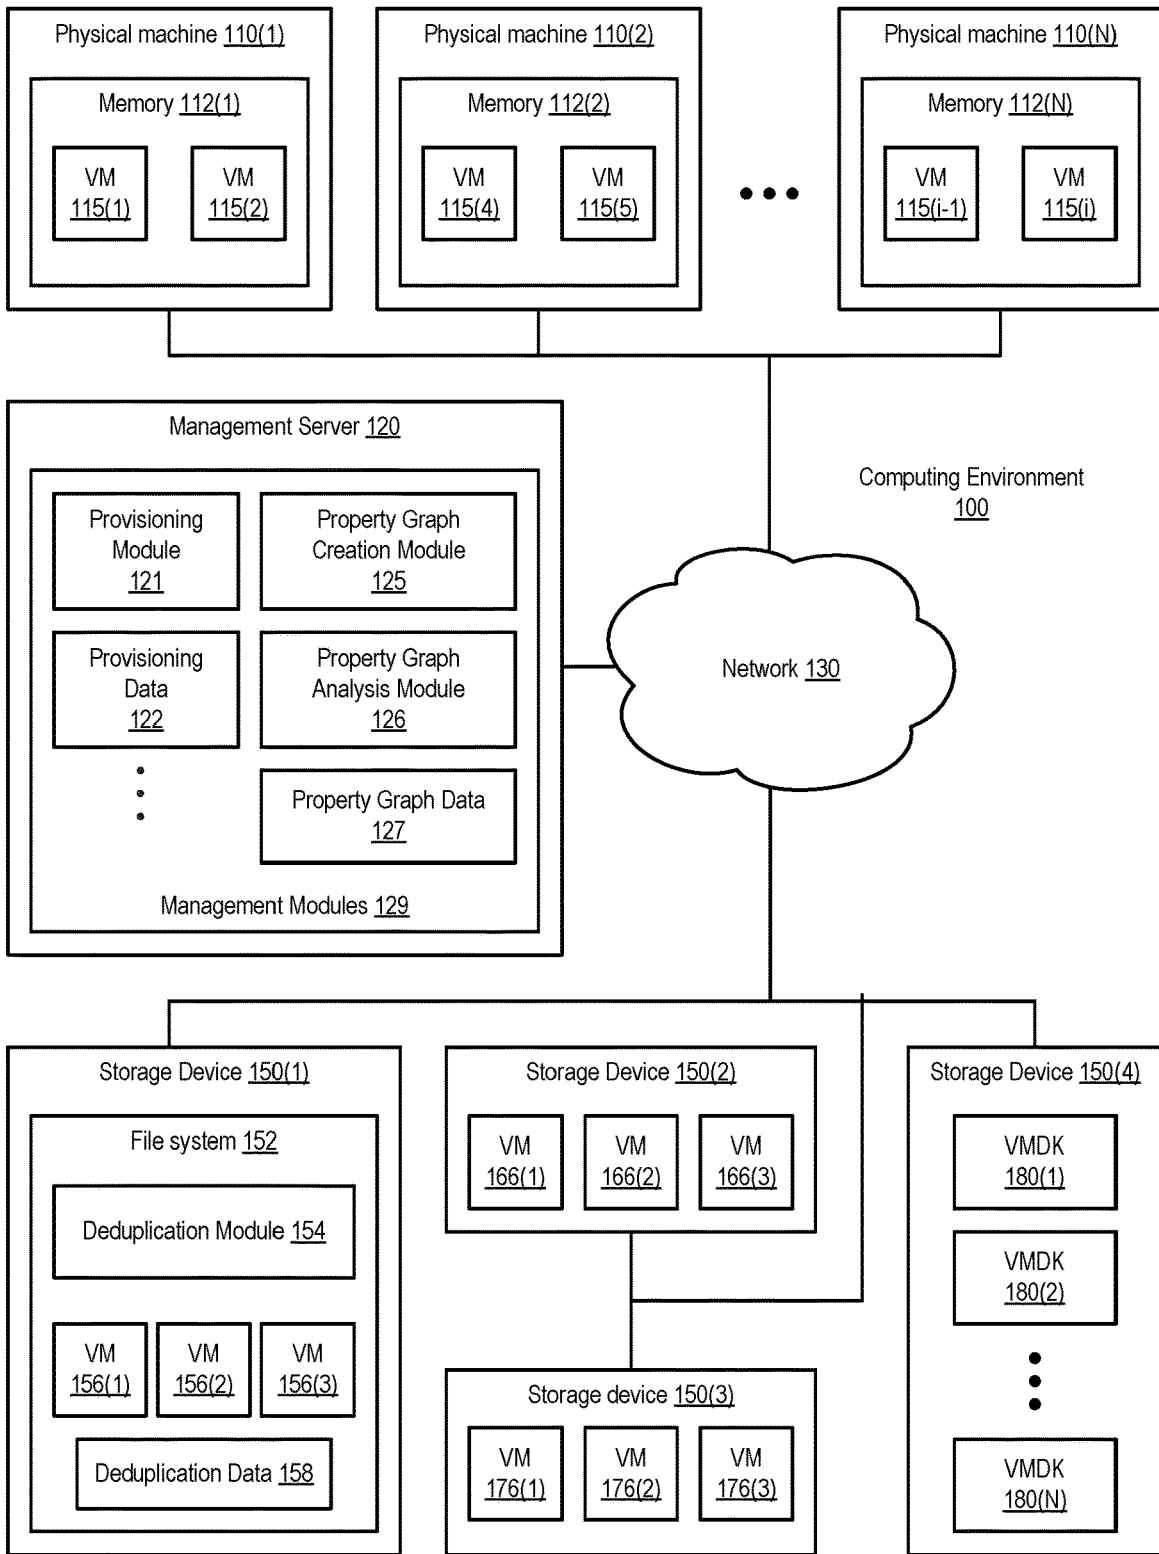 Physical machine 110(1)
Memory 112(1)
VM
115(1)
VM
115(2)
Physical machine 110(2)
Memory 112(2)
VM
115(4)
VM
115(5)
Physical machine 110(N)
Memory 112(N)
VM
115(i-1)
VM
115(i)
Management Server 120
Provisioning
Module
121
Property Graph
Creation Module
125
Provisioning
Data
122
Property Graph
Analysis Module
126
Property Graph Data
127
Management Modules 129
Computing Environment
100
Network 130
Storage Device 150(1)
File system 152
Deduplication Module 154
VM
156(1)
VM
156(2)
VM
156(3)
Deduplication Data 158
Storage Device 150(2)
VM
166(1)
VM
166(2)
VM
166(3)
Storage device 150(3)
VM
176(1)
VM
176(2)
VM
176(3)
Storage Device 150(4)
VMDK
180(1)
VMDK
180(2)
VMDK
180(N)